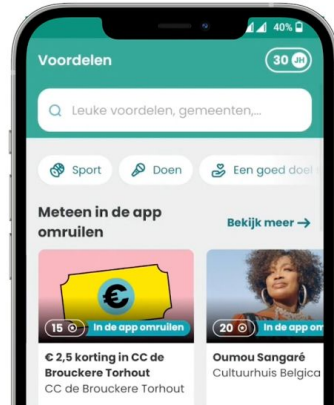 40%
Voordelen
30 JH
Leuke voordelen, gemeenten,...
Sport
Doen
Een goed doel
Meteen in de app
omruilen
Bekijk meer →
€
15 In de app omruilen
20 In de app om
€ 2,5 korting in CC de
Brouckere Torhout
CC de Brouckere Torhout
Oumou Sangaré
Cultuurhuis Belgica